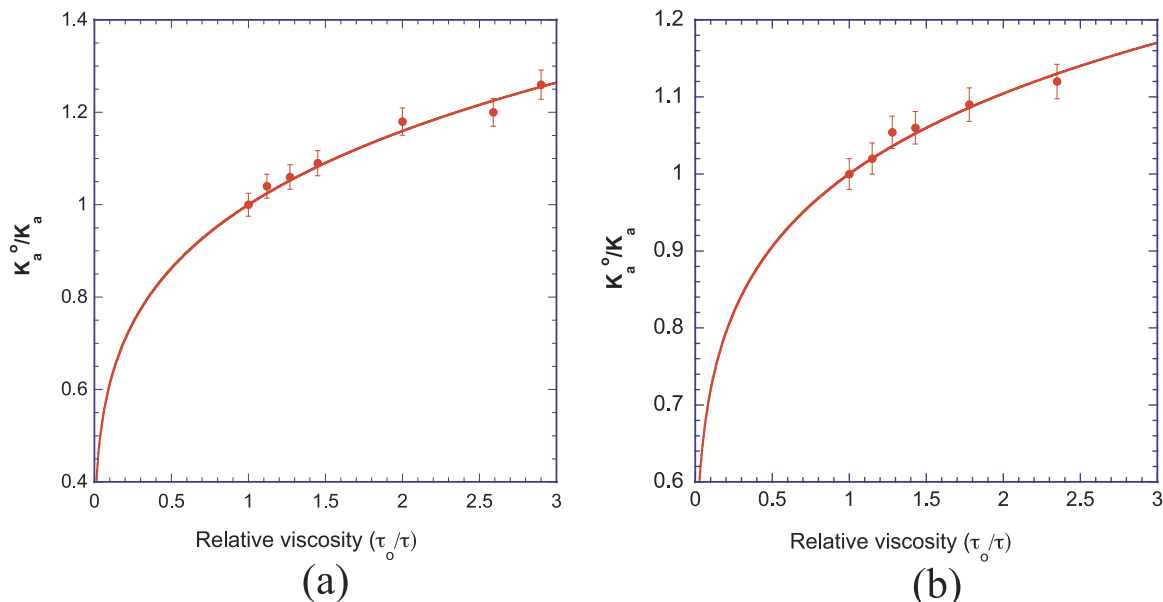 1.4
1.2
1
0.8
0.6
0.4
0 0.5 1 1.5 2 2.5 3
K_a^o/K_a
Relative viscosity (τ_o/τ)
(a)
1.2
1.1
1
0.9
0.8
0.7
0.6
0 0.5 1 1.5 2 2.5 3
K_a^o/K_a
Relative viscosity (τ_o/τ)
(b)